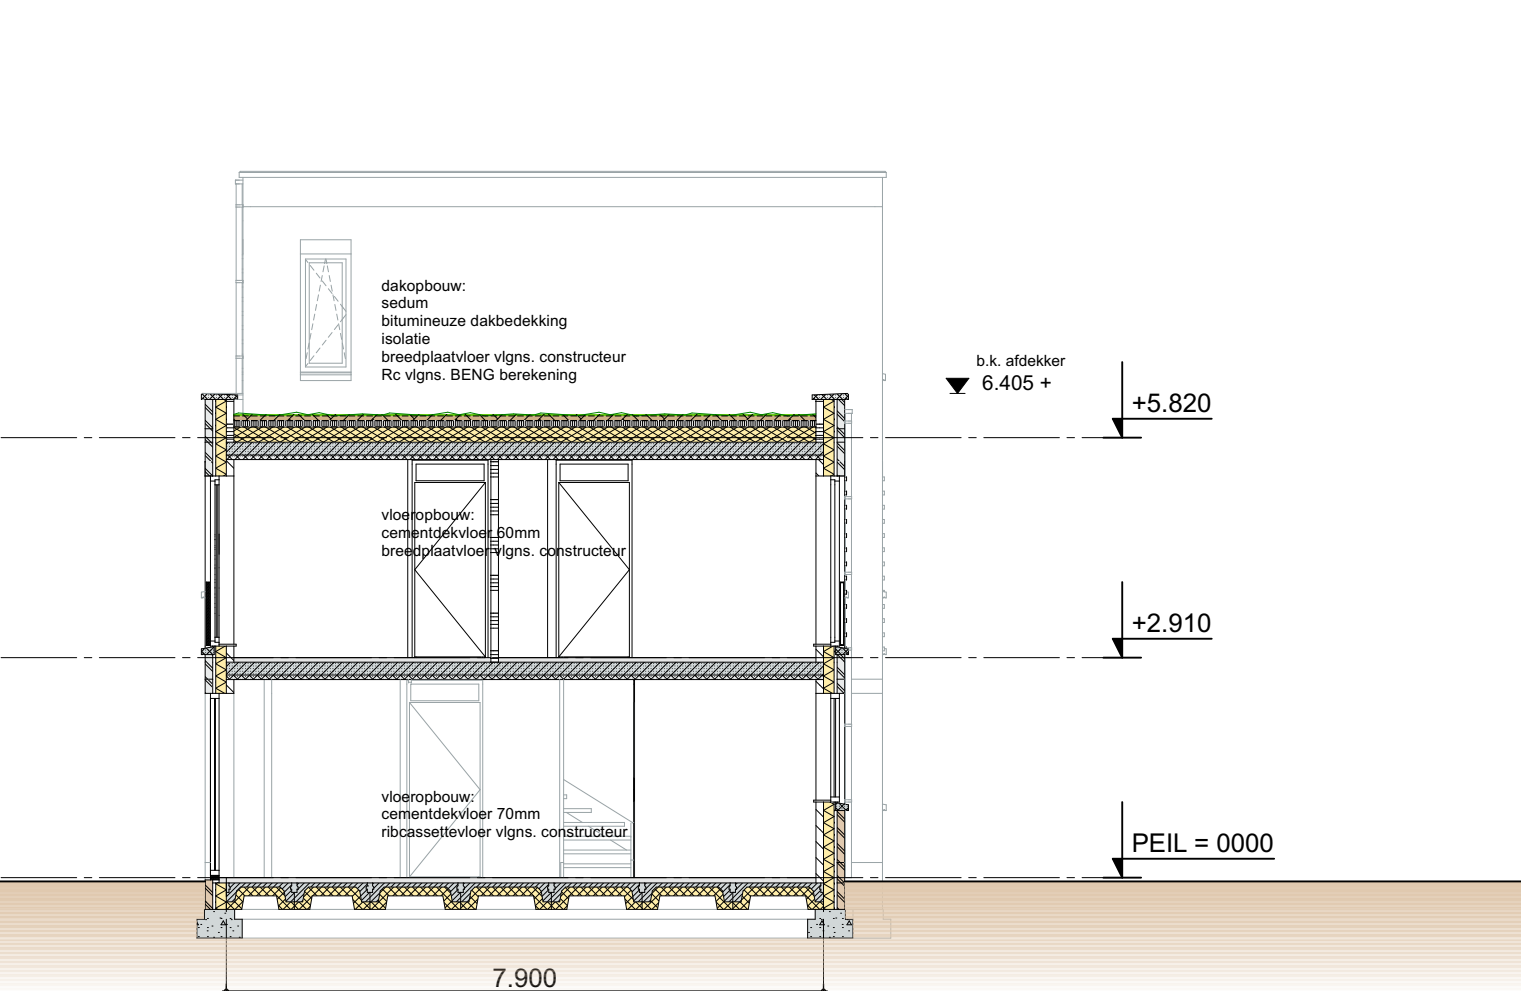 dakopbouw:
sedum
bitumineuze dakbedekking
isolatie
breedplaatvloer vlgns. constructeur
Rc vlgns. BENG berekening
b.k. afdekker
6.405 +
+5.820
vloeropbouw:
cementdekvloer 60mm
breedplaatvloer vlgns. constructeur
+2.910
vloeropbouw:
cementdekvloer 70mm
ribcassettevloer vlgns. constructeur
PEIL = 0000
7.900